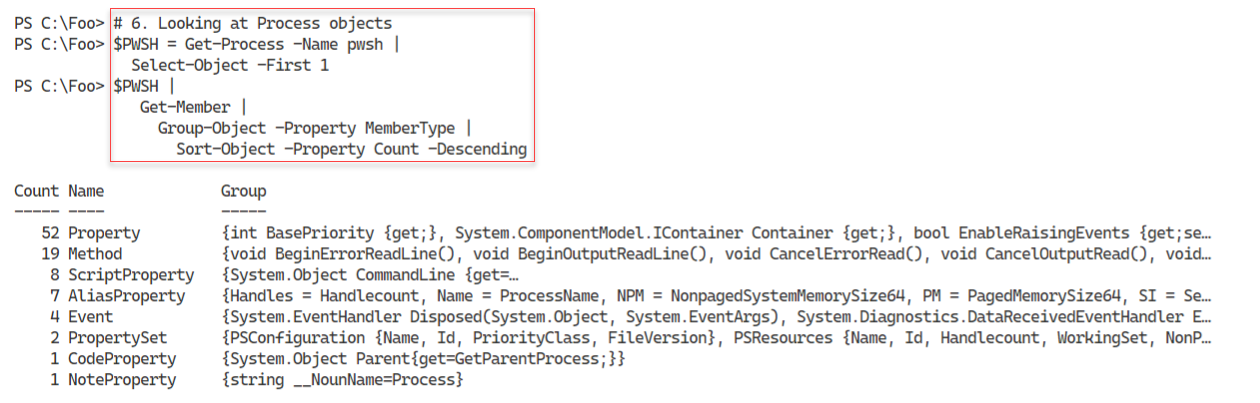 PS C:\Foo> # 6. Looking at Process objects
PS C:\Foo> $PWSH = Get-Process -Name pwsh |
             Select-Object -First 1
PS C:\Foo> $PWSH |
              Get-Member |
                Group-Object -Property MemberType |
                  Sort-Object -Property Count -Descending
Count Name             Group
----- ----             -----
   52 Property         {int BasePriority {get;}, System.ComponentModel.IContainer Container {get;}, bool EnableRaisingEvents {get;se…
   19 Method           {void BeginErrorReadLine(), void BeginOutputReadLine(), void CancelErrorRead(), void CancelOutputRead(), void…
    8 ScriptProperty   {System.Object CommandLine {get=…
    7 AliasProperty    {Handles = Handlecount, Name = ProcessName, NPM = NonpagedSystemMemorySize64, PM = PagedMemorySize64, SI = Se…
    4 Event            {System.EventHandler Disposed(System.Object, System.EventArgs), System.Diagnostics.DataReceivedEventHandler E…
    2 PropertySet      {PSConfiguration {Name, Id, PriorityClass, FileVersion}, PSResources {Name, Id, Handlecount, WorkingSet, NonP…
    1 CodeProperty     {System.Object Parent{get=GetParentProcess;}}
    1 NoteProperty     {string __NounName=Process}